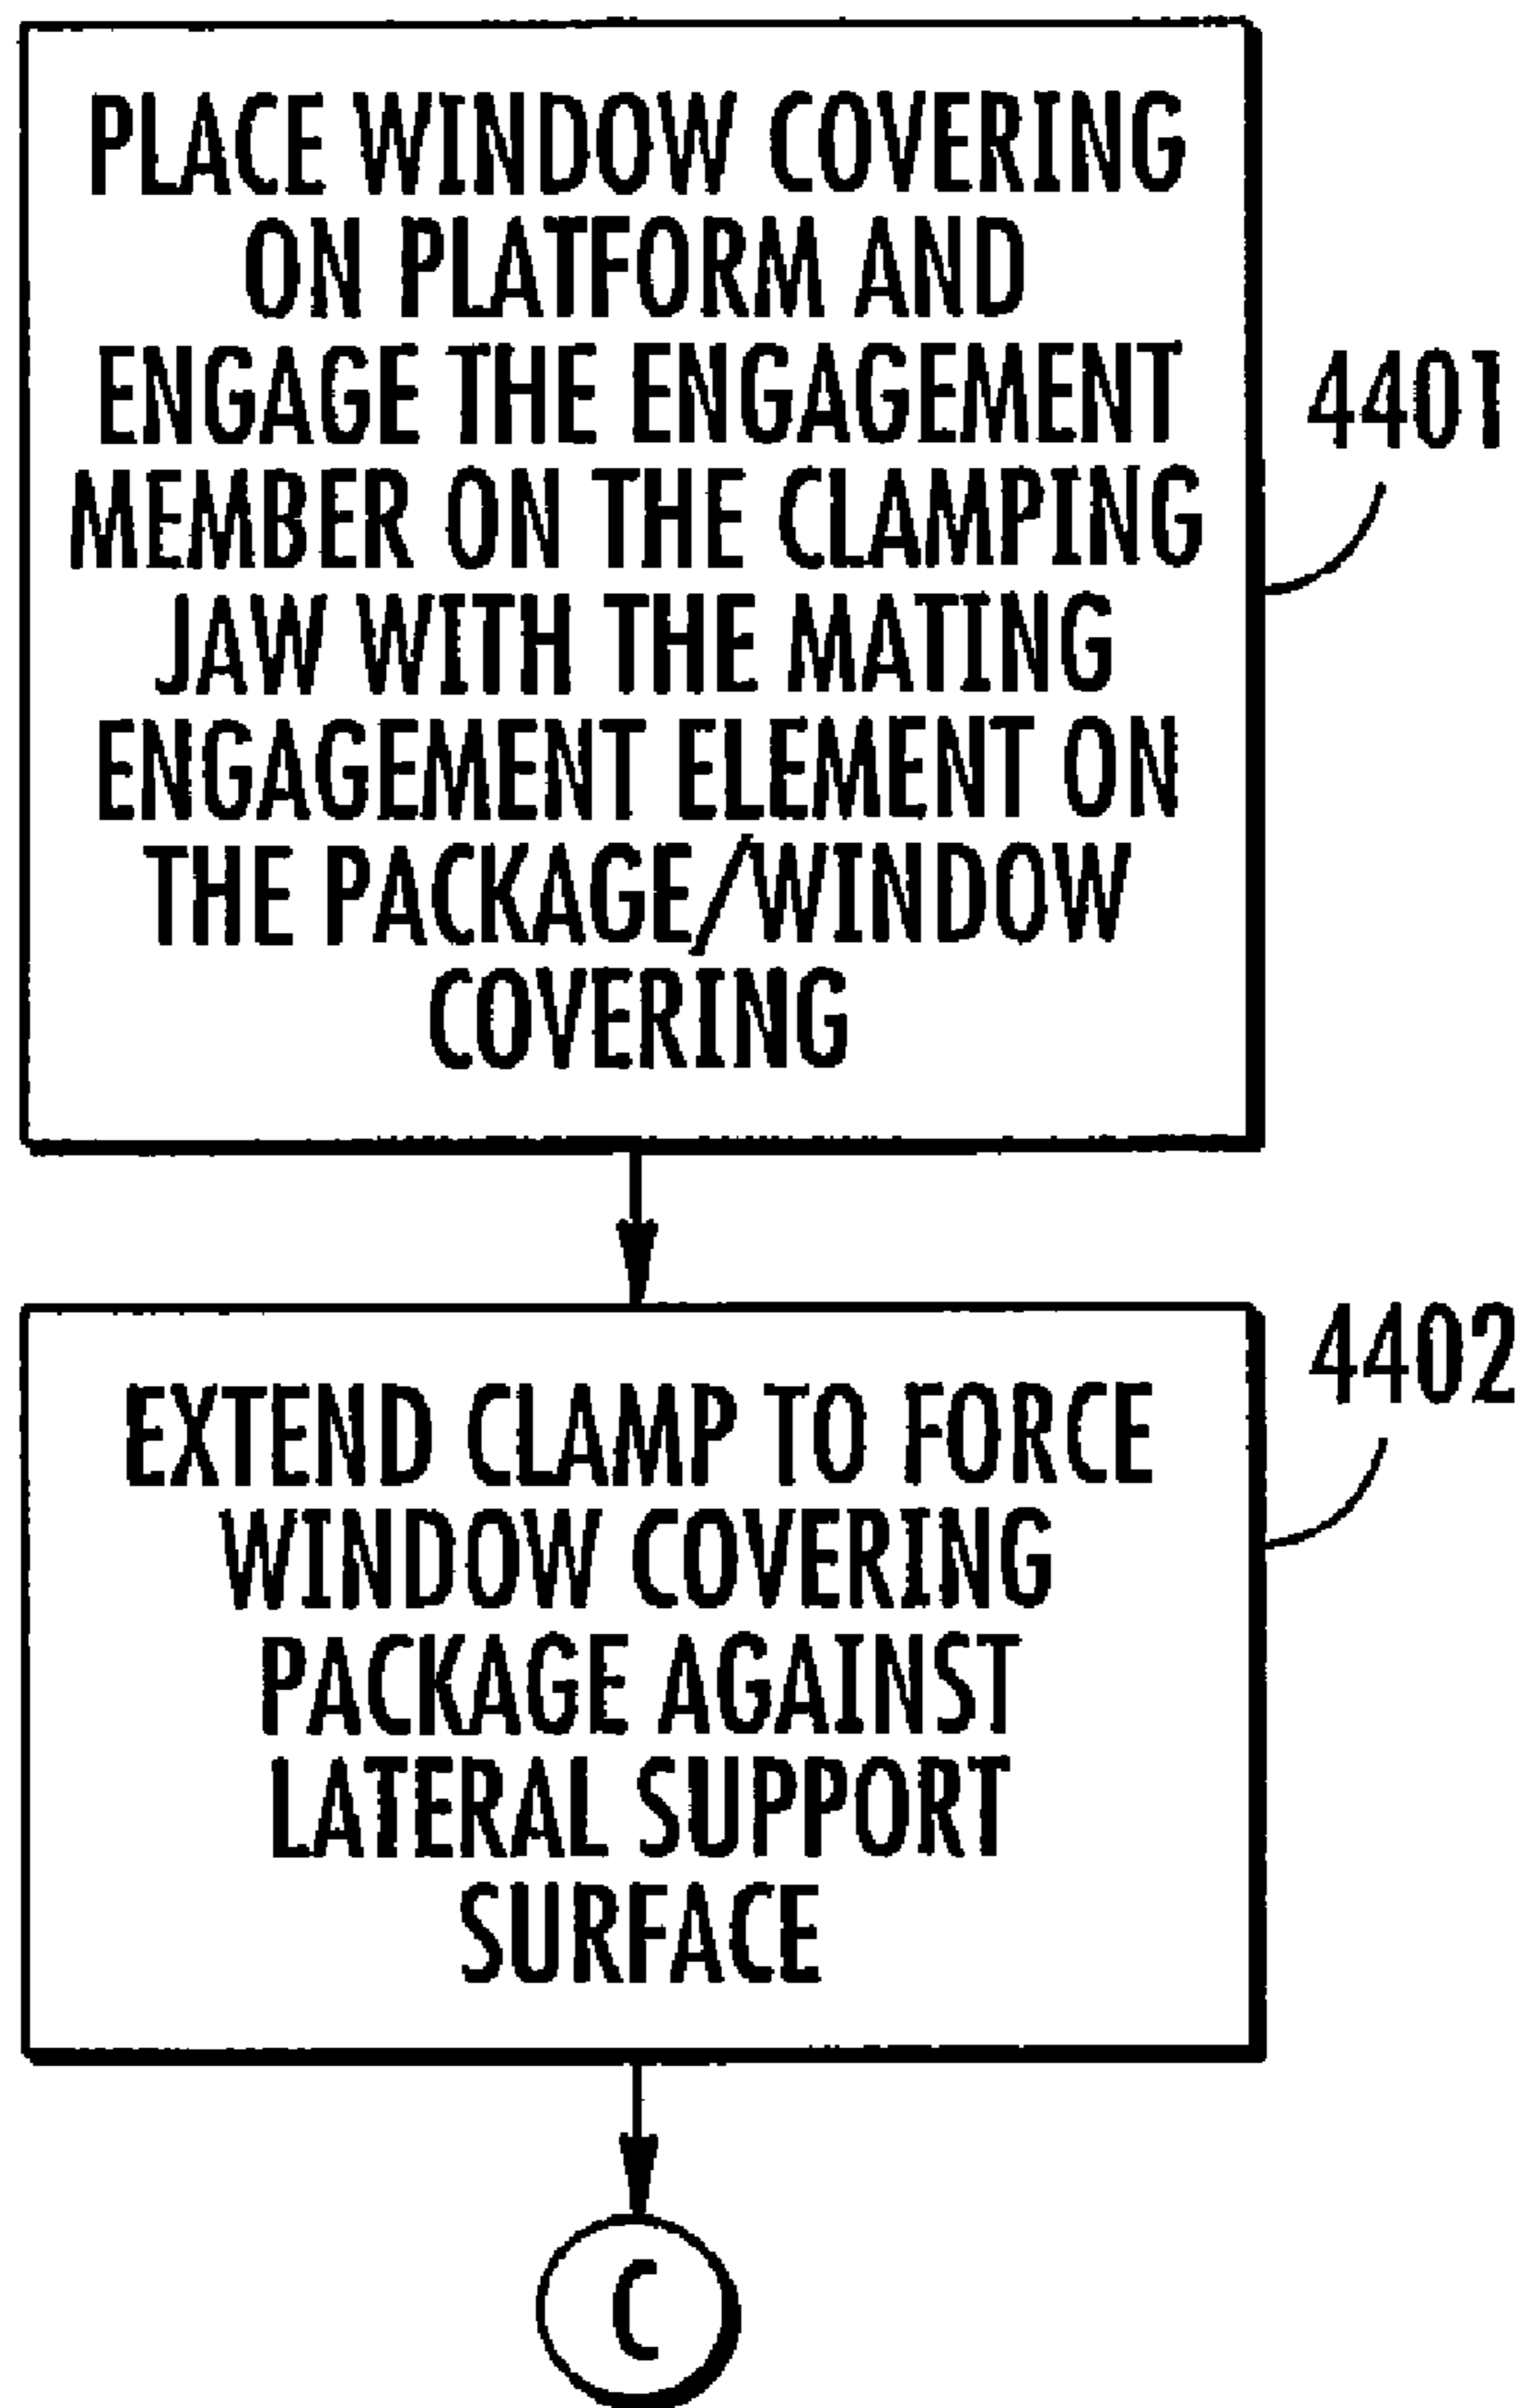 PLACE WINDOW COVERING
ON PLATFORM AND
ENGAGE THE ENGAGEMENT
MEMBER ON THE CLAMPING
JAW WITH THE MATING
ENGAGEMENT ELEMENT ON
THE PACKAGE/WINDOW
COVERING
4401
EXTEND CLAMP TO FORCE
WINDOW COVERING
PACKAGE AGAINST
LATERAL SUPPORT
SURFACE
4402
C